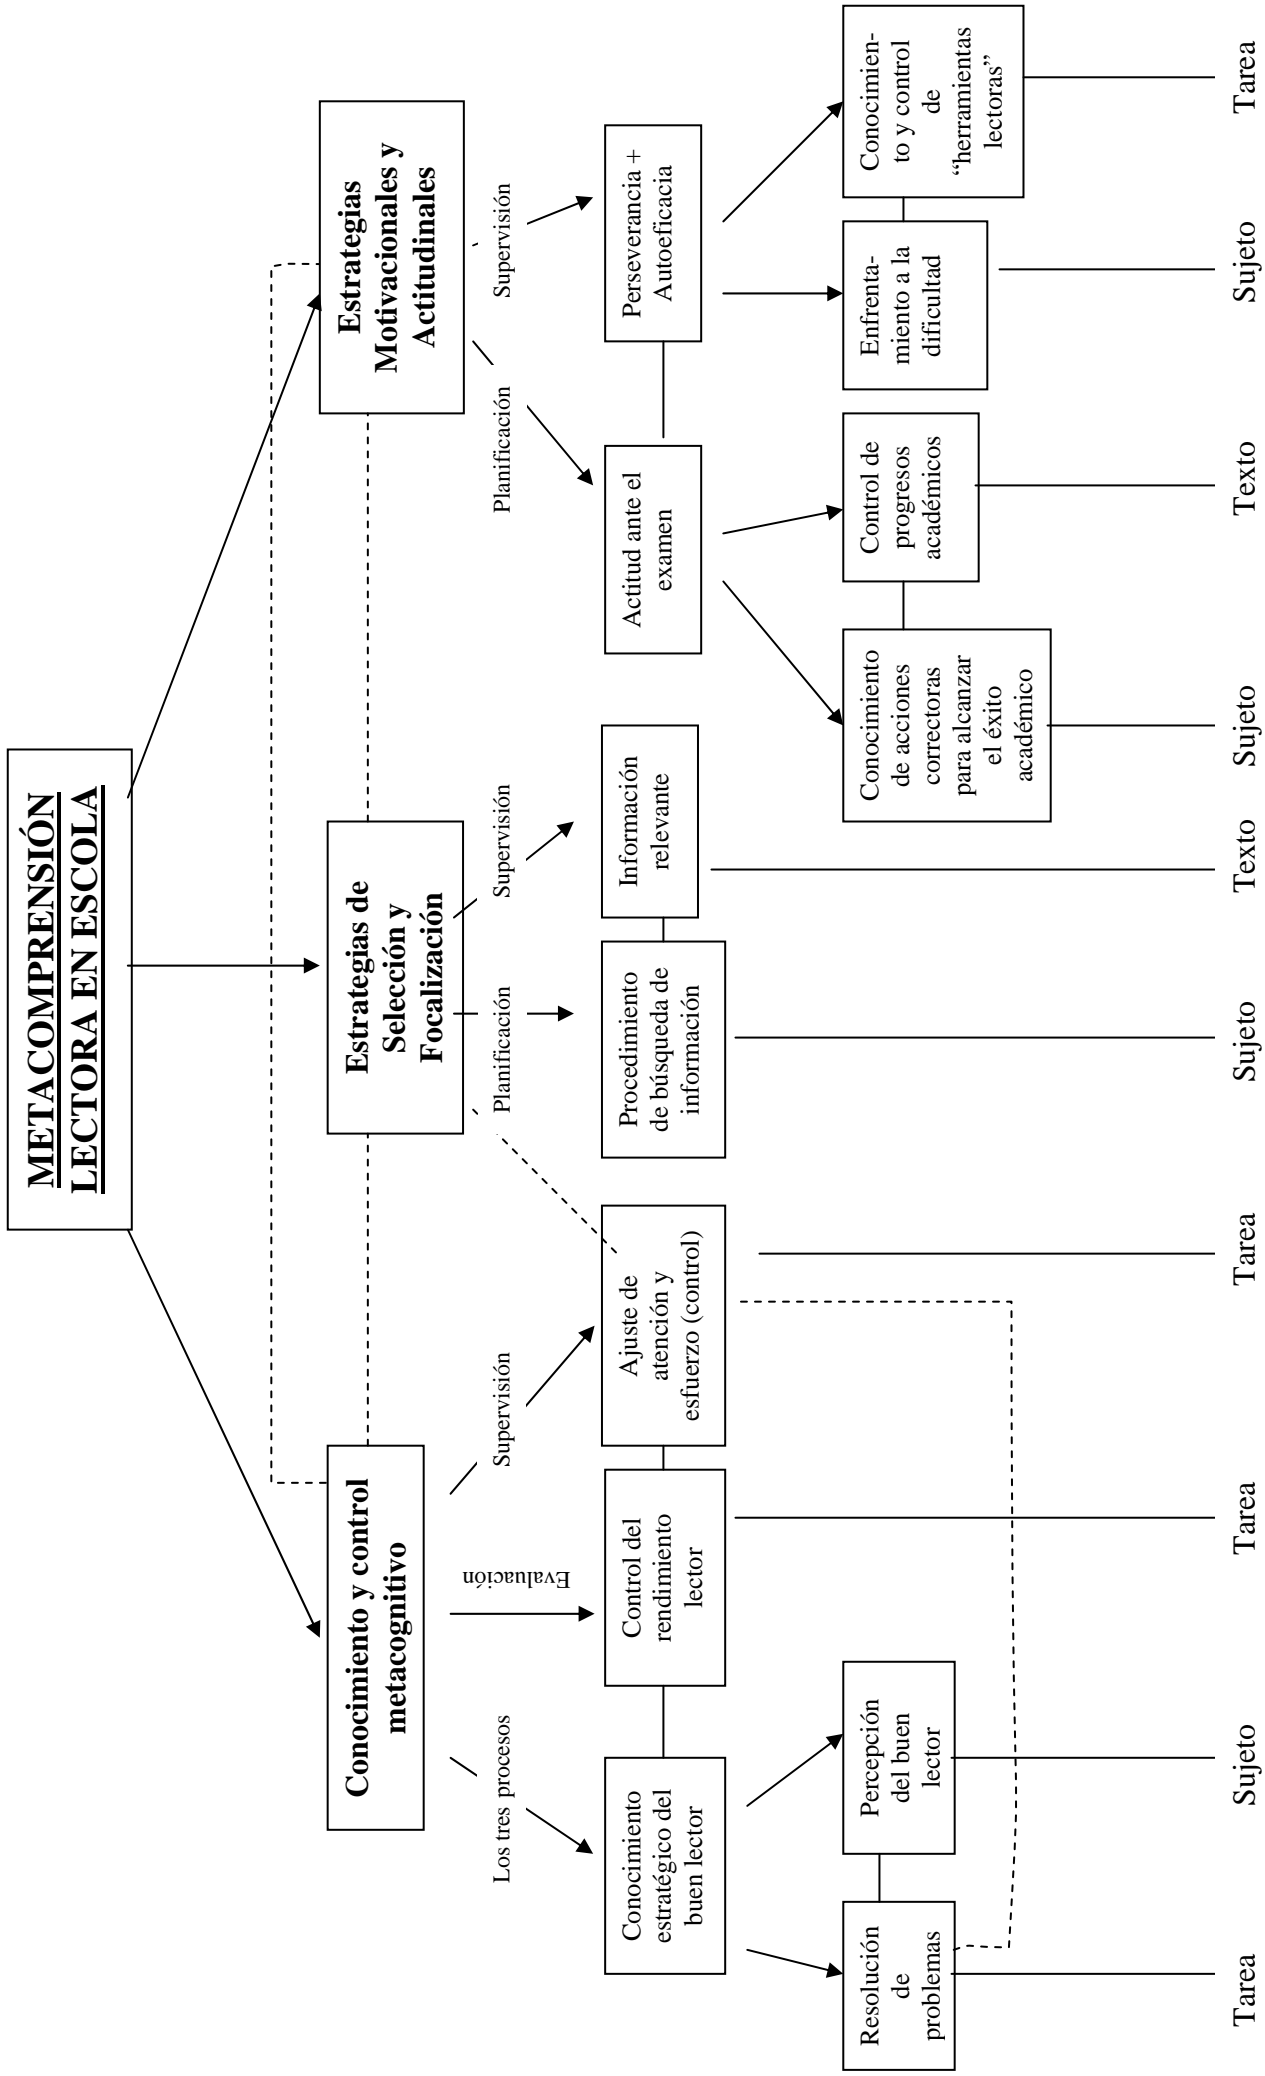 METACOMPRENSIÓN
LECTORA EN ESCOLA
Conocimiento y control
metacognitivo
Estrategias de
Selección y
Focalización
Estrategias
Motivacionales y
Actitudinales
Los tres procesos
Evaluación
Supervisión
Planificación
Supervisión
Planificación
Supervisión
Conocimiento
estratégico del
buen lector
Control del
rendimiento
lector
Ajuste de
atención y
esfuerzo (control)
Procedimiento
de búsqueda de
información
Información
relevante
Actitud ante el
examen
Perseverancia +
Autoeficacia
Resolución
de
problemas
Percepción
del buen
lector
Conocimiento
de acciones
correctoras
para alcanzar
el éxito
académico
Control de
progresos
académicos
Enfrenta-
miento a la
dificultad
Conocimien-
to y control
de
“herramientas
lectoras”
Tarea
Sujeto
Tarea
Tarea
Sujeto
Texto
Sujeto
Texto
Sujeto
Tarea